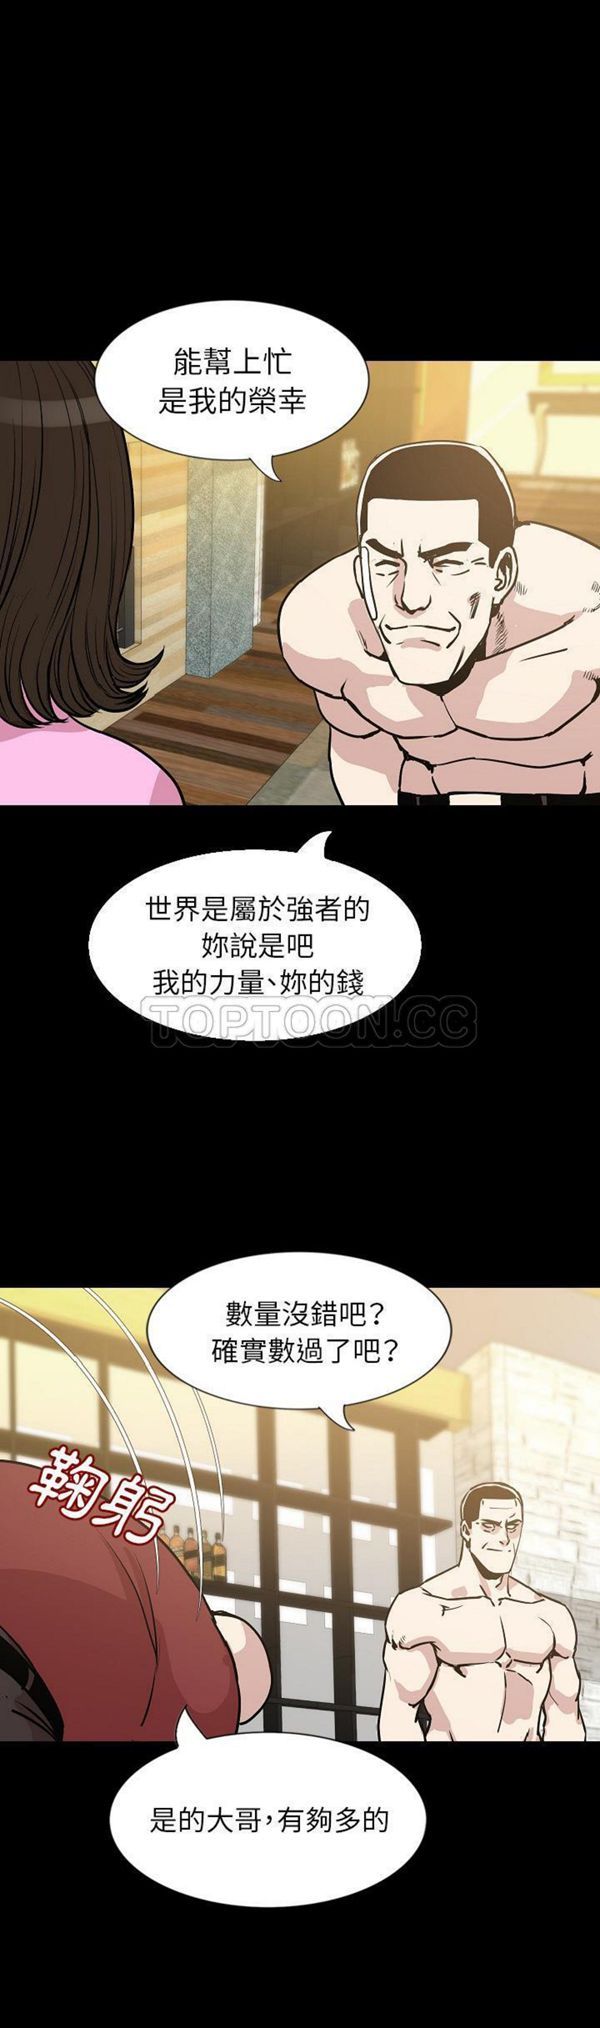 能幫上忙
是我的榮幸
世界是屬於強者的
妳說是吧
我的力量、妳的錢
TOPTOON.CC
數量沒錯吧?
確實數過了吧?
鞠躬
是的大哥,有夠多的